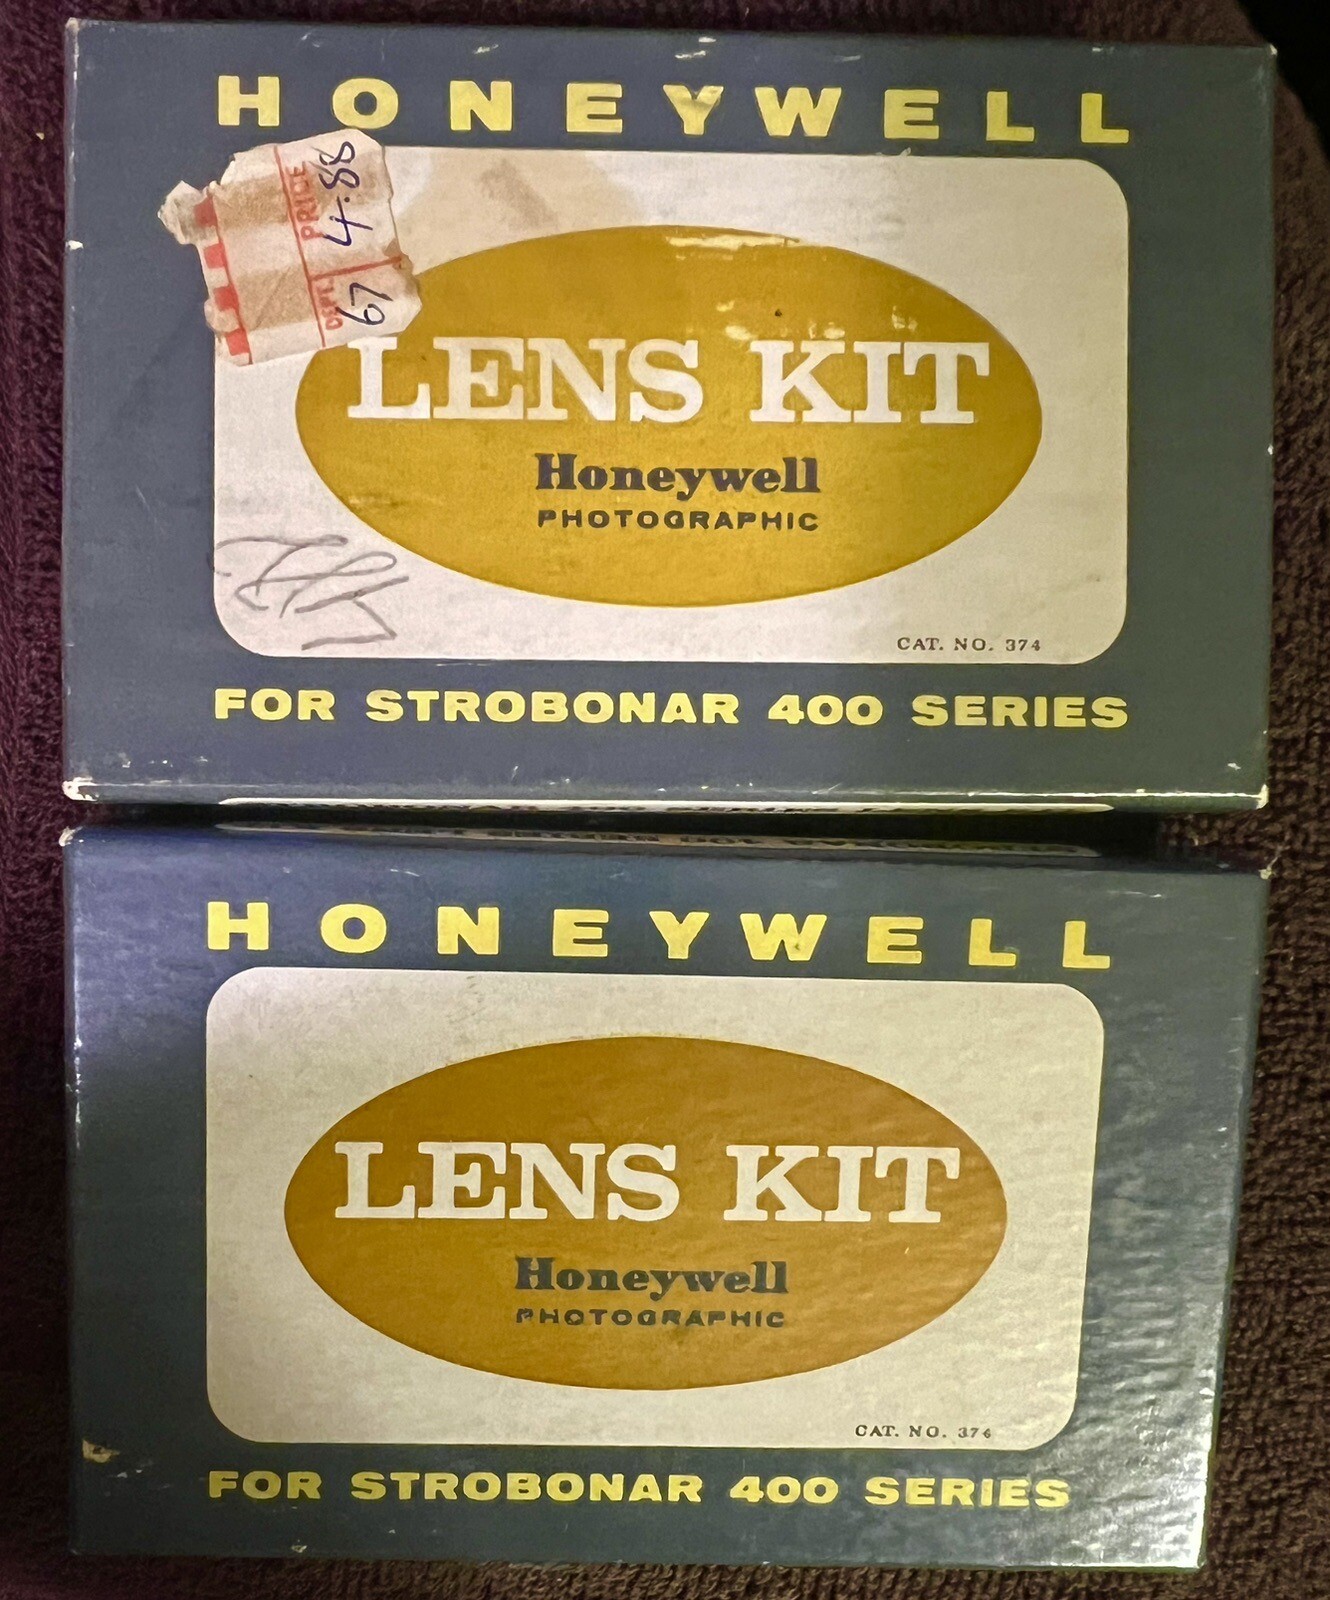 HONEYWELL
PRICE
4.88
DEPT.
67
LENS KIT
Honeywell
PHOTOGRAPHIC
CAT. NO. 374
FOR STROBONAR 400 SERIES
HONEYWELL
LENS KIT
Honeywell
PHOTOGRAPHIC
CAT. NO. 374
FOR STROBONAR 400 SERIES